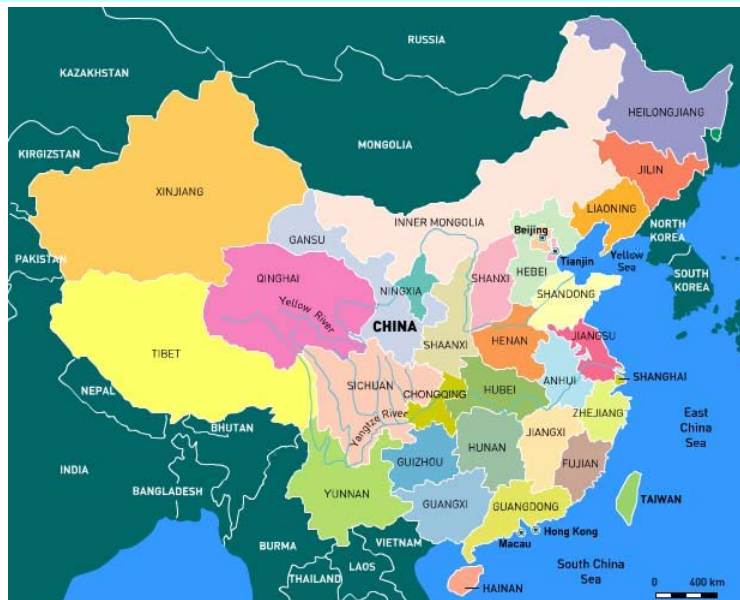 RUSSIA
KAZAKHSTAN
HEILONGJIANG
MONGOLIA
KIRGIZSTAN
JILIN
XINJIANG
LIAONING
INNER MONGOLIA
NORTH
KOREA
Beijing
GANSU
Tianjin
Yellow
Sea
PAKISTAN
QINGHAI
NINGXIA
SHANXI
HEBEI
SOUTH
KOREA
SHANDONG
Yellow River
CHINA
TIBET
SHAANXI
HENAN
JIANGSU
SICHUAN
CHONGQING
HUBEI
ANHUI
SHANGHAI
NEPAL
Yangtze River
ZHEJIANG
East
China
Sea
BHUTAN
JIANGXI
HUNAN
INDIA
GUIZHOU
FUJIAN
BANGLADESH
YUNNAN
GUANGXI
GUANGDONG
TAIWAN
Hong Kong
Macau
BURMA
VIETNAM
LAOS
South China
Sea
THAILAND
HAINAN
0 400 km